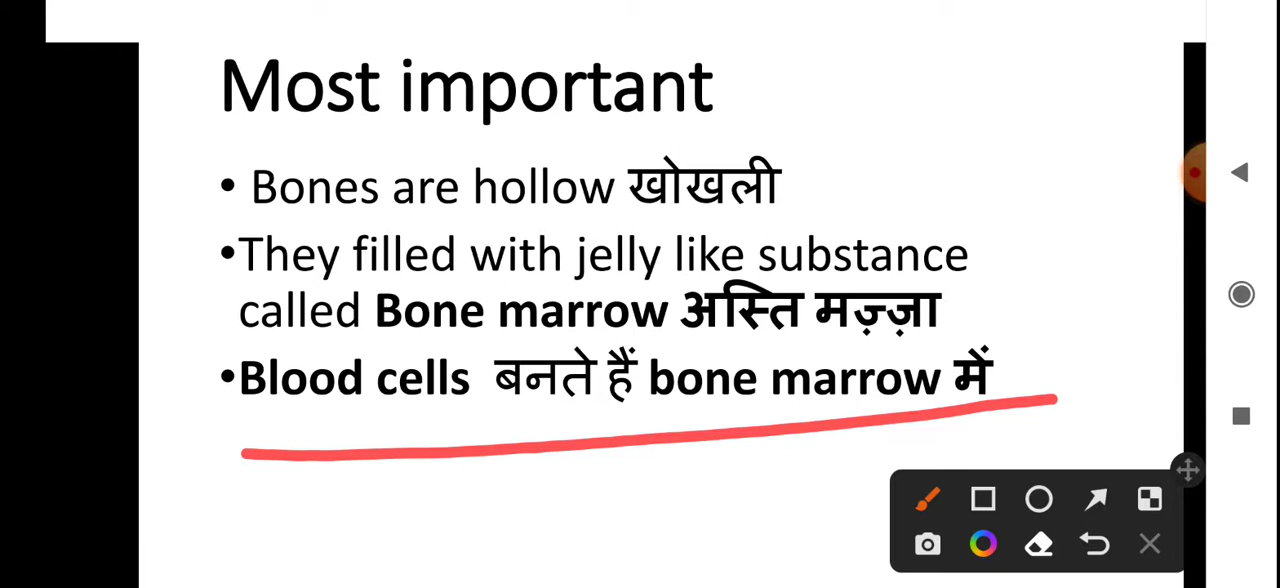 Most important
• Bones are hollow खोखली
•They filled with jelly like substance
called Bone marrow अस्ति मज़्ज़ा
•Blood cells बनते हैं bone marrow में